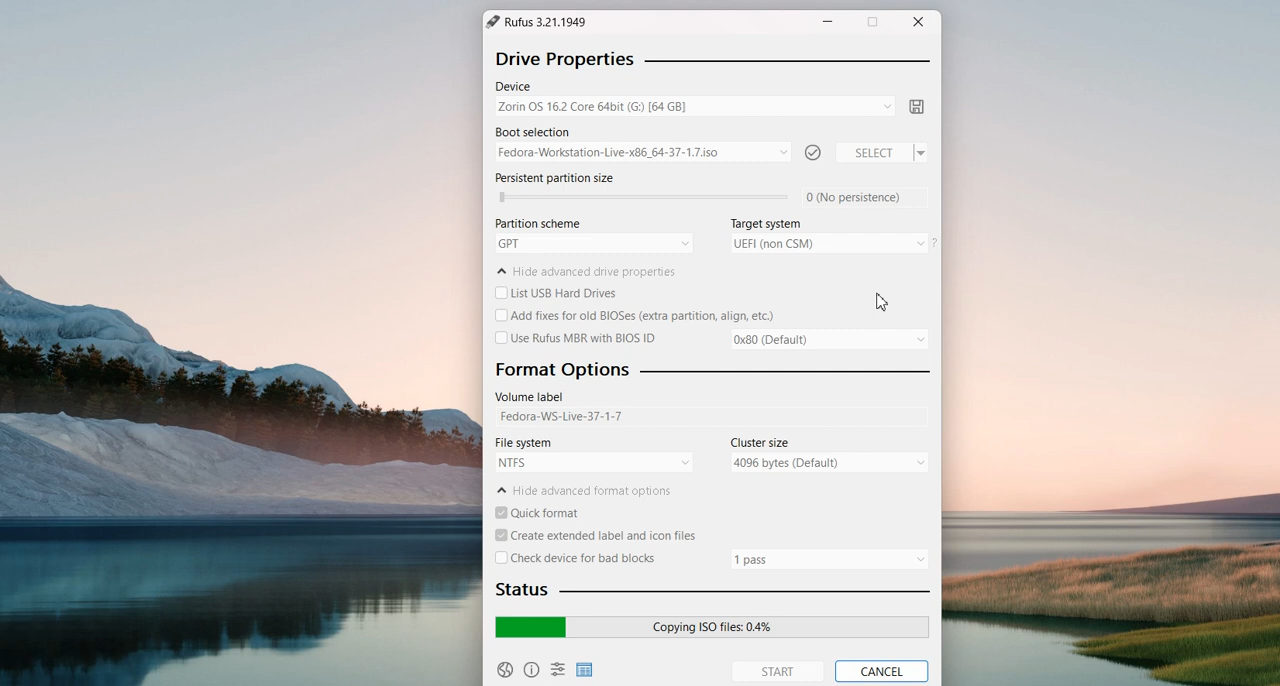 Rufus 3.21.1949
Drive Properties
Device
Zorin OS 16.2 Core 64bit (G:) [64 GB]
Boot selection
Fedora-Workstation-Live-x86_64-37-1.7.iso
SELECT
Persistent partition size
0 (No persistence)
Partition scheme
Target system
GPT
UEFI (non CSM)
?
Hide advanced drive properties
List USB Hard Drives
Add fixes for old BIOSes (extra partition, align, etc.)
Use Rufus MBR with BIOS ID
0x80 (Default)
Format Options
Volume label
Fedora-WS-Live-37-1-7
File system
Cluster size
NTFS
4096 bytes (Default)
Hide advanced format options
Quick format
Create extended label and icon files
Check device for bad blocks
1 pass
Status
Copying ISO files: 0.4%
START
CANCEL